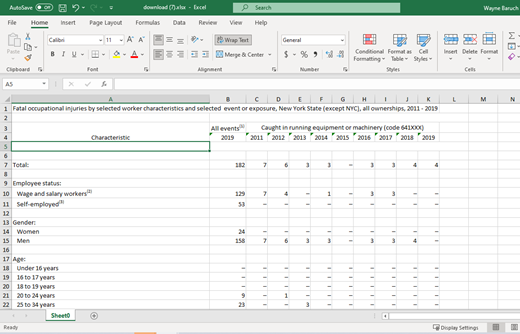 AutoSave Off download (7).xlsx - Excel Search Wayne Baruch
File Home Insert Page Layout Formulas Data Review View Help
Paste Calibri 11 A A Wrap Text General Conditional Formatting Format as Table Cell Styles Insert Delete Format
B I U Merge & Center $ %
Clipboard Font Alignment Number Styles Cells
A5 fx
A B C D E F G H I J K L M N
1 Fatal occupational injuries by selected worker characteristics and selected event or exposure, New York State (except NYC), all ownerships, 2011 - 2019
2
3 All events(1) Caught in running equipment or machinery (code 641XXX)
4 Characteristic 2019 2011 2012 2013 2014 2015 2016 2017 2018 2019
5
6
7 Total: 182 7 6 3 3 – 3 3 4 4
8
9 Employee status:
10 Wage and salary workers(2) 129 7 4 – 1 – 3 3 – –
11 Self-employed(3) 53 – – – – – – – – –
12
13 Gender:
14 Women 24 – – – – – – – – –
15 Men 158 7 6 3 3 – 3 3 4 –
16
17 Age:
18 Under 16 years – – – – – – – – – –
19 16 to 17 years – – – – – – – – – –
20 18 to 19 years – – – – – – – – – –
21 20 to 24 years 9 – 1 – – – – – – –
22 25 to 34 years 23 – – 3 – – – – – –
Sheet0
Ready Display Settings